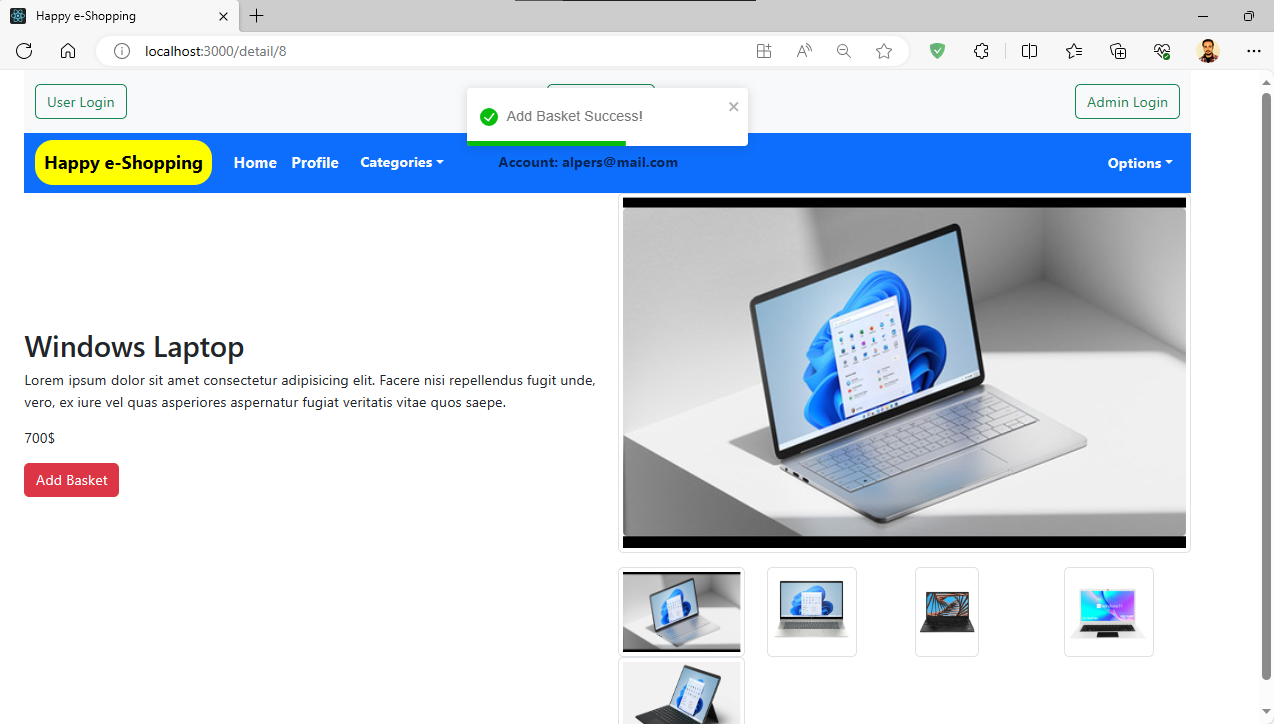 Happy e-Shopping
localhost:3000/detail/8
User Login
Add Basket Success!
Admin Login
Happy e-Shopping
Home
Profile
Categories
Account: alpers@mail.com
Options
Windows Laptop
Lorem ipsum dolor sit amet consectetur adipisicing elit. Facere nisi repellendus fugit unde,
vero, ex iure vel quas asperiores aspernatur fugiat veritatis vitae quos saepe.
700$
Add Basket